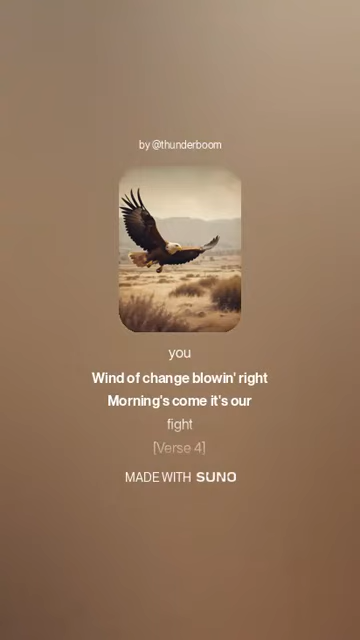 by @thunderboom
you
Wind of change blowin' right
Morning's come it's our
fight
[Verse 4]
MADE WITH SUNO